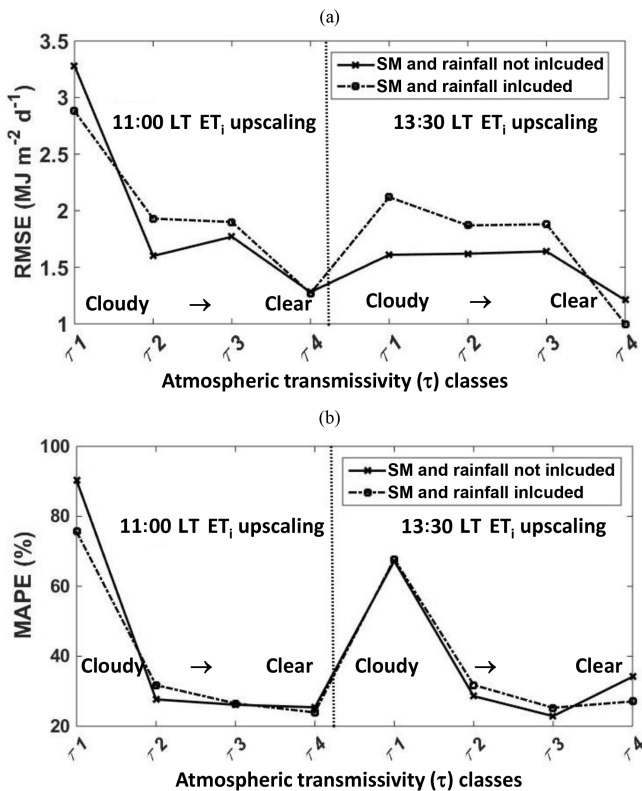 (a)
3.5
3
2.5
2
1.5
1
RMSE (MJ m⁻² d⁻¹)
SM and rainfall not inlcuded
SM and rainfall inlcuded
11:00 LT ETᵢ upscaling
13:30 LT ETᵢ upscaling
Cloudy → Clear
Cloudy → Clear
τ1 τ2 τ3 τ4 τ1 τ2 τ3 τ4
Atmospheric transmissivity (τ) classes
(b)
100
80
60
40
20
MAPE (%)
SM and rainfall not inlcuded
SM and rainfall inlcuded
11:00 LT ETᵢ upscaling
13:30 LT ETᵢ upscaling
Cloudy → Clear
Cloudy → Clear
τ1 τ2 τ3 τ4 τ1 τ2 τ3 τ4
Atmospheric transmissivity (τ) classes